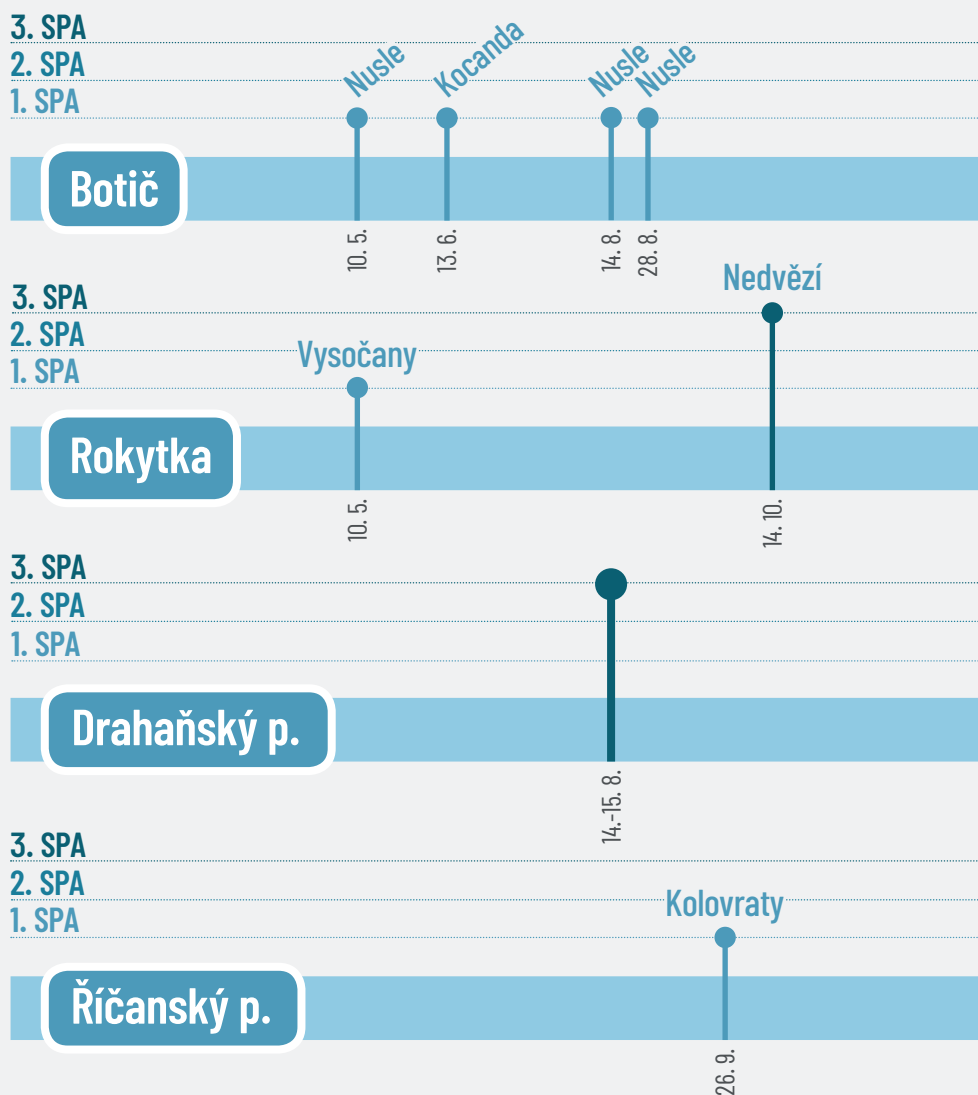 3. SPA
2. SPA
1. SPA
Nusle
Kocanda
Nusle
Nusle
Botič
10. 5.
13. 6.
14. 8.
28. 8.
3. SPA
2. SPA
1. SPA
Vysočany
Nedvězí
Rokytka
10. 5.
14. 10.
3. SPA
2. SPA
1. SPA
Drahaňský p.
14.-15. 8.
3. SPA
2. SPA
1. SPA
Kolovraty
Říčanský p.
26. 9.